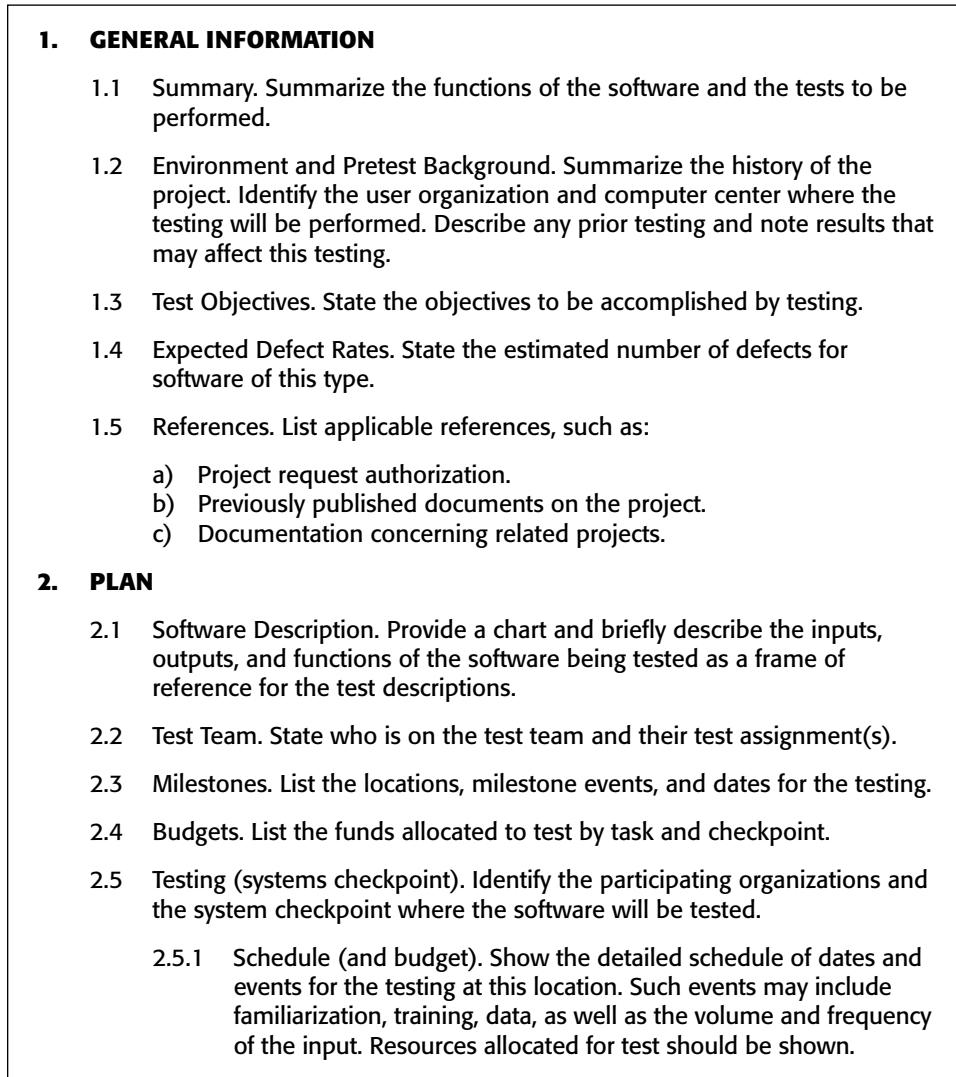 1. GENERAL INFORMATION
1.1 Summary. Summarize the functions of the software and the tests to be
performed.
1.2 Environment and Pretest Background. Summarize the history of the
project. Identify the user organization and computer center where the
testing will be performed. Describe any prior testing and note results that
may affect this testing.
1.3 Test Objectives. State the objectives to be accomplished by testing.
1.4 Expected Defect Rates. State the estimated number of defects for
software of this type.
1.5 References. List applicable references, such as:
a) Project request authorization.
b) Previously published documents on the project.
c) Documentation concerning related projects.
2. PLAN
2.1 Software Description. Provide a chart and briefly describe the inputs,
outputs, and functions of the software being tested as a frame of
reference for the test descriptions.
2.2 Test Team. State who is on the test team and their test assignment(s).
2.3 Milestones. List the locations, milestone events, and dates for the testing.
2.4 Budgets. List the funds allocated to test by task and checkpoint.
2.5 Testing (systems checkpoint). Identify the participating organizations and
the system checkpoint where the software will be tested.
2.5.1 Schedule (and budget). Show the detailed schedule of dates and
events for the testing at this location. Such events may include
familiarization, training, data, as well as the volume and frequency
of the input. Resources allocated for test should be shown.